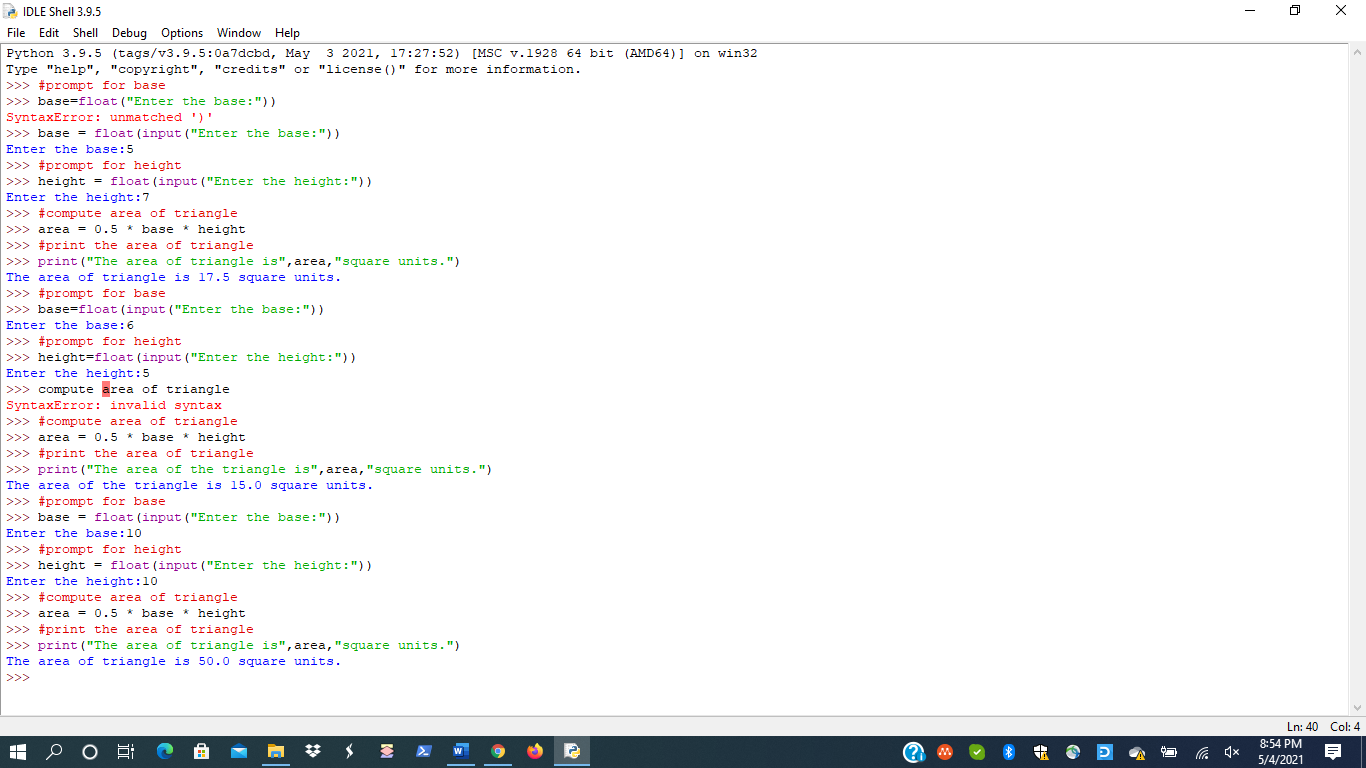 IDLE Shell 3.9.5
File Edit Shell Debug Options Window Help
Python 3.9.5 (tags/v3.9.5:0a7dcbd, May  3 2021, 17:27:52) [MSC v.1928 64 bit (AMD64)] on win32
Type "help", "copyright", "credits" or "license()" for more information.
>>> #prompt for base
>>> base=float("Enter the base:"))
SyntaxError: unmatched ')'
>>> base = float(input("Enter the base:"))
Enter the base:5
>>> #prompt for height
>>> height = float(input("Enter the height:"))
Enter the height:7
>>> #compute area of triangle
>>> area = 0.5 * base * height
>>> #print the area of triangle
>>> print("The area of triangle is",area,"square units.")
The area of triangle is 17.5 square units.
>>> #prompt for base
>>> base=float(input("Enter the base:"))
Enter the base:6
>>> #prompt for height
>>> height=float(input("Enter the height:"))
Enter the height:5
>>> compute area of triangle
SyntaxError: invalid syntax
>>> #compute area of triangle
>>> area = 0.5 * base * height
>>> #print the area of triangle
>>> print("The area of the triangle is",area,"square units.")
The area of the triangle is 15.0 square units.
>>> #prompt for base
>>> base = float(input("Enter the base:"))
Enter the base:10
>>> #prompt for height
>>> height = float(input("Enter the height:"))
Enter the height:10
>>> #compute area of triangle
>>> area = 0.5 * base * height
>>> #print the area of triangle
>>> print("The area of triangle is",area,"square units.")
The area of triangle is 50.0 square units.
>>>
Ln: 40 Col: 4
8:54 PM
5/4/2021